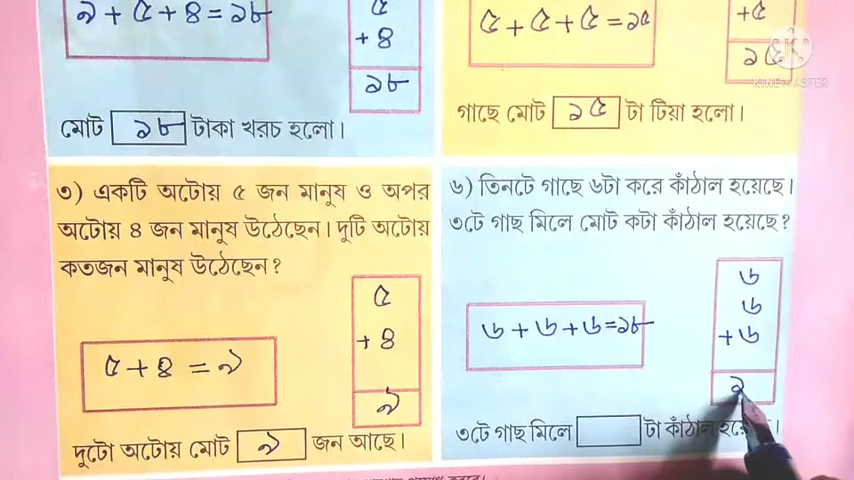 ৯ + ৫ + ৪ = ১৮
৫
+ ৪
১৮
মোট ১৮ টাকা খরচ হলো।
৫ + ৫ + ৫ = ১৫
+৫
১৫
KINEMASTER
গাছে মোট ১৫ টা টিয়া হলো।
৩) একটি অটোয় ৫ জন মানুষ ও অপর
অটোয় ৪ জন মানুষ উঠেছেন। দুটি অটোয়
কতজন মানুষ উঠেছেন?
৫
+ ৪
৯
৫ + ৪ = ৯
দুটো অটোয় মোট ৯ জন আছে।
৬) তিনটে গাছে ৬টা করে কাঁঠাল হয়েছে।
৩টে গাছ মিলে মোট কটা কাঁঠাল হয়েছে?
৬
৬
+ ৬
১
৬ + ৬ + ৬ = ১৮
৩টে গাছ মিলে টা কাঁঠাল